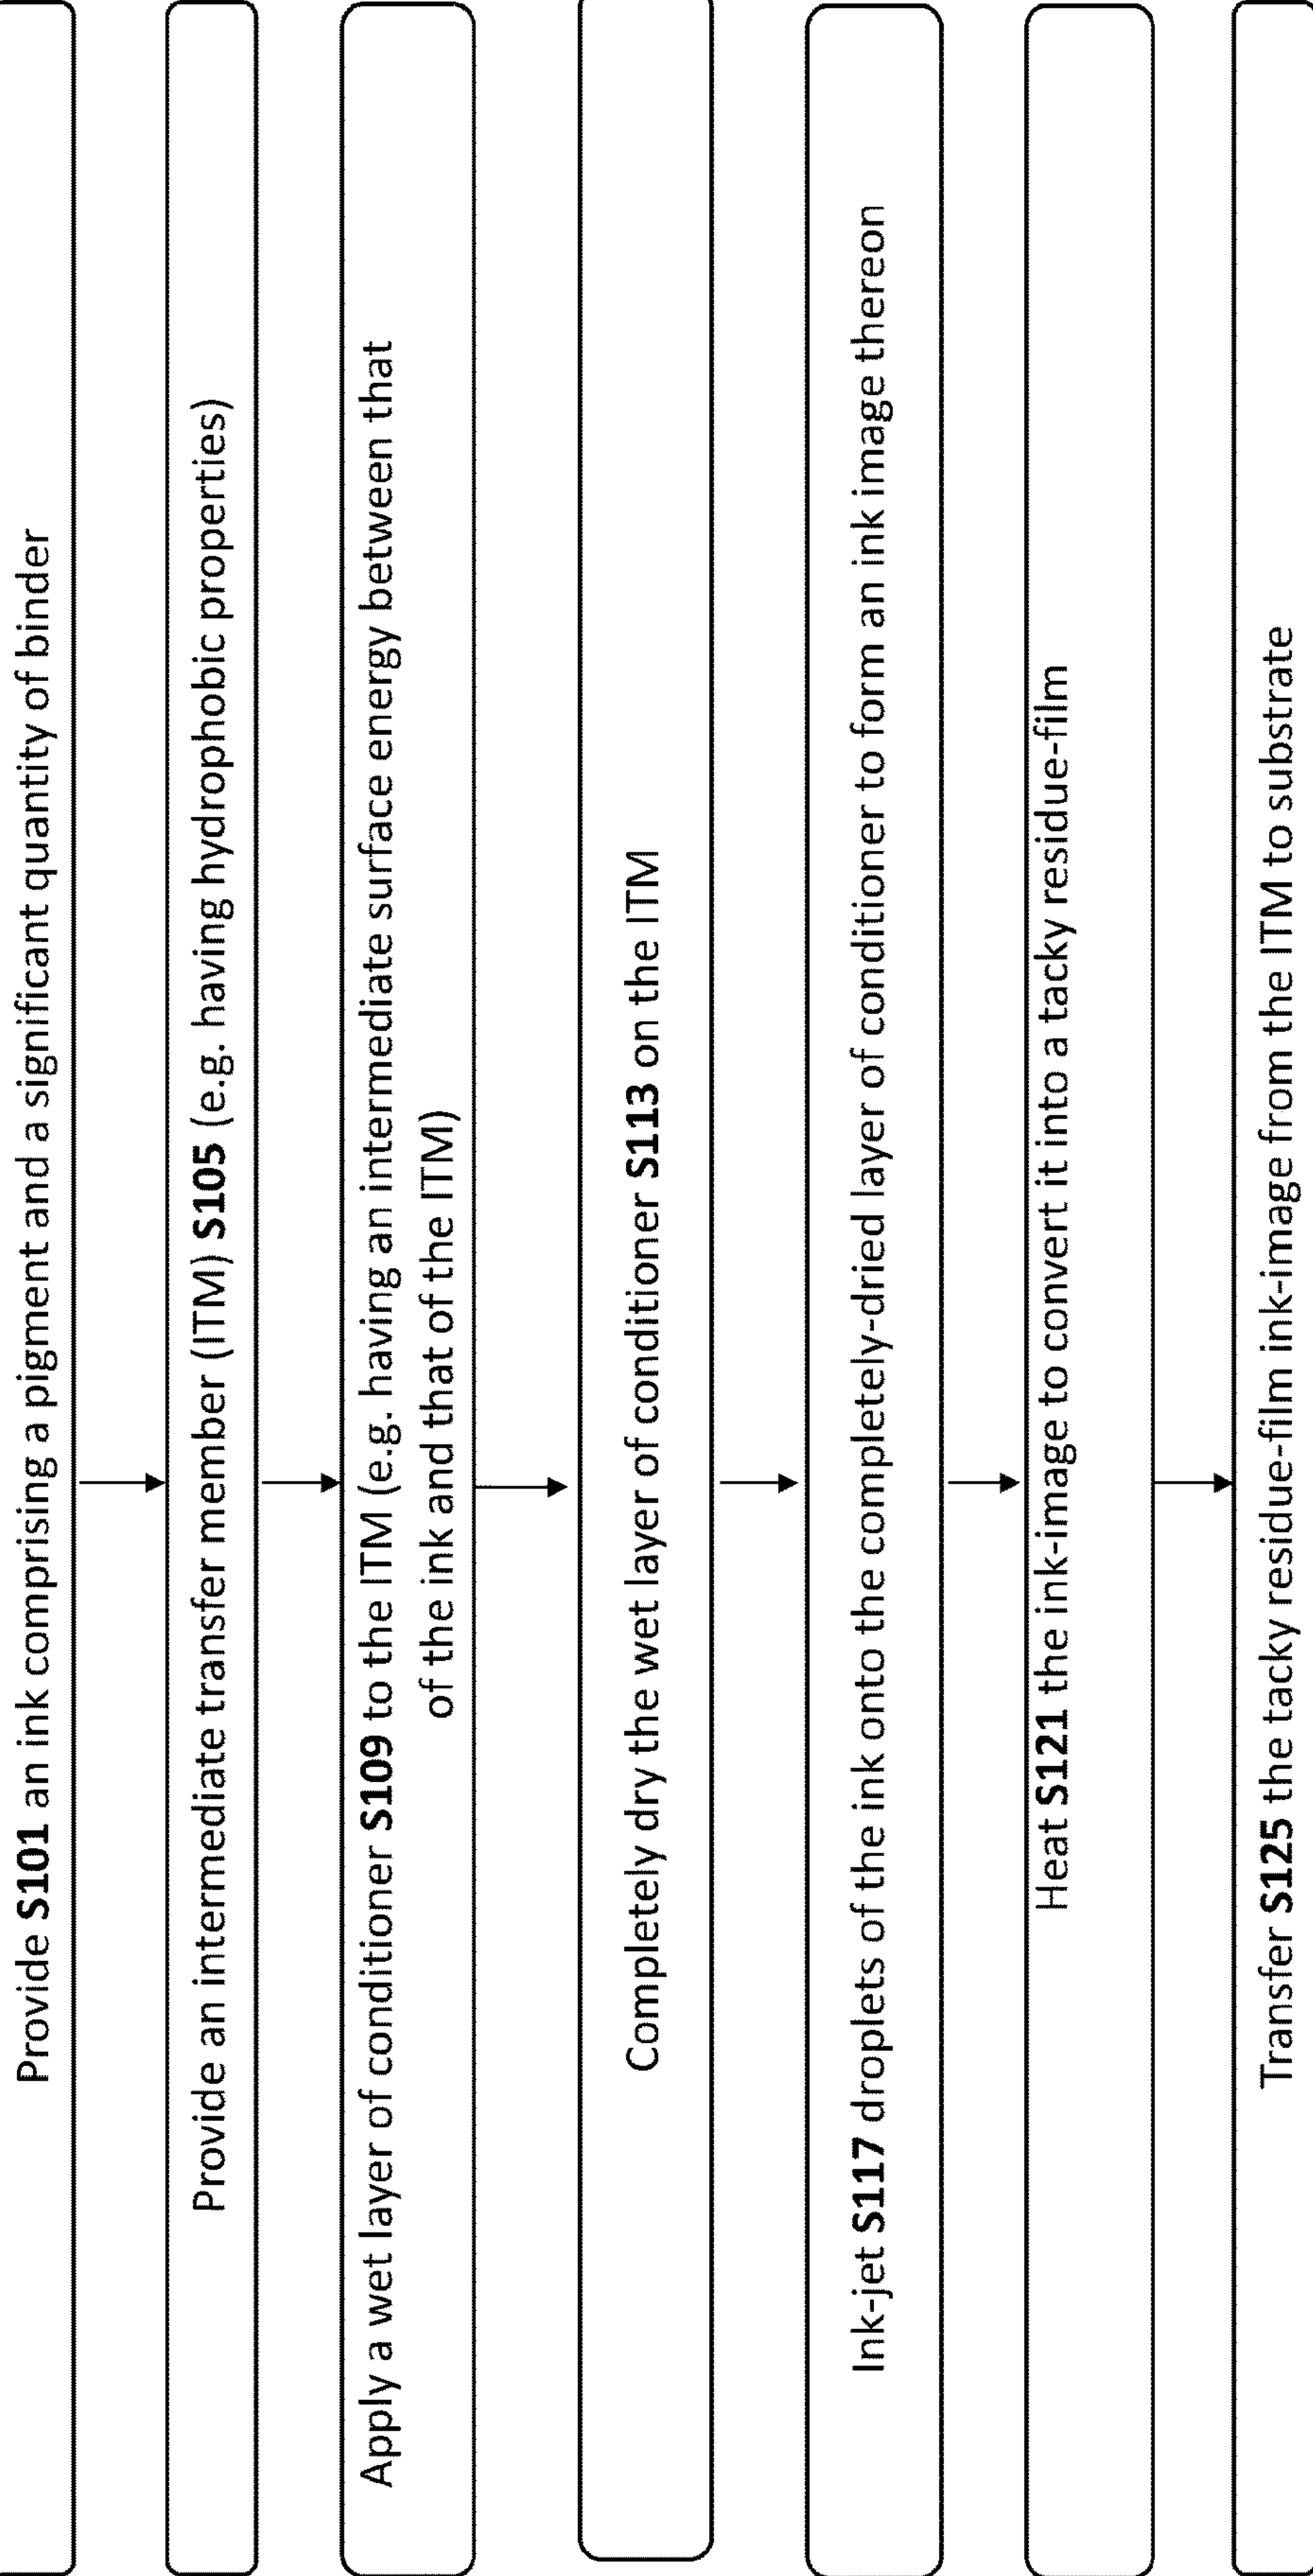 Provide S101 an ink comprising a pigment and a significant quantity of binder
Provide an intermediate transfer member (ITM) S105 (e.g. having hydrophobic properties)
Apply a wet layer of conditioner S109 to the ITM (e.g. having an intermediate surface energy between that
of the ink and that of the ITM)
Completely dry the wet layer of conditioner S113 on the ITM
Ink-jet S117 droplets of the ink onto the completely-dried layer of conditioner to form an ink image thereon
Heat S121 the ink-image to convert it into a tacky residue-film
Transfer S125 the tacky residue-film ink-image from the ITM to substrate